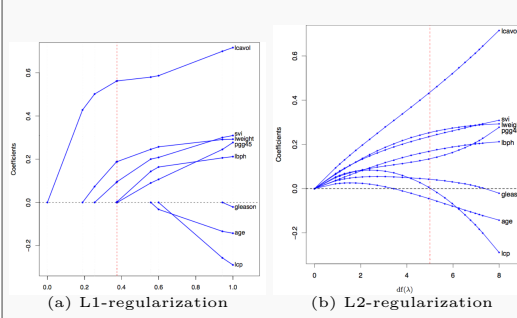 lcavol
svi
lweight
pgg45
lbph
gleason
age
lcp
Coefficients
0.6
0.4
0.2
0.0
-0.2
0.0 0.2 0.4 0.6 0.8 1.0
(a) L1-regularization
lcavol
svi
lweig
pgg4
lbph
gleas
age
lcp
Coefficients
0.6
0.4
0.2
0.0
-0.2
0 2 4 6 8
df(λ)
(b) L2-regularization